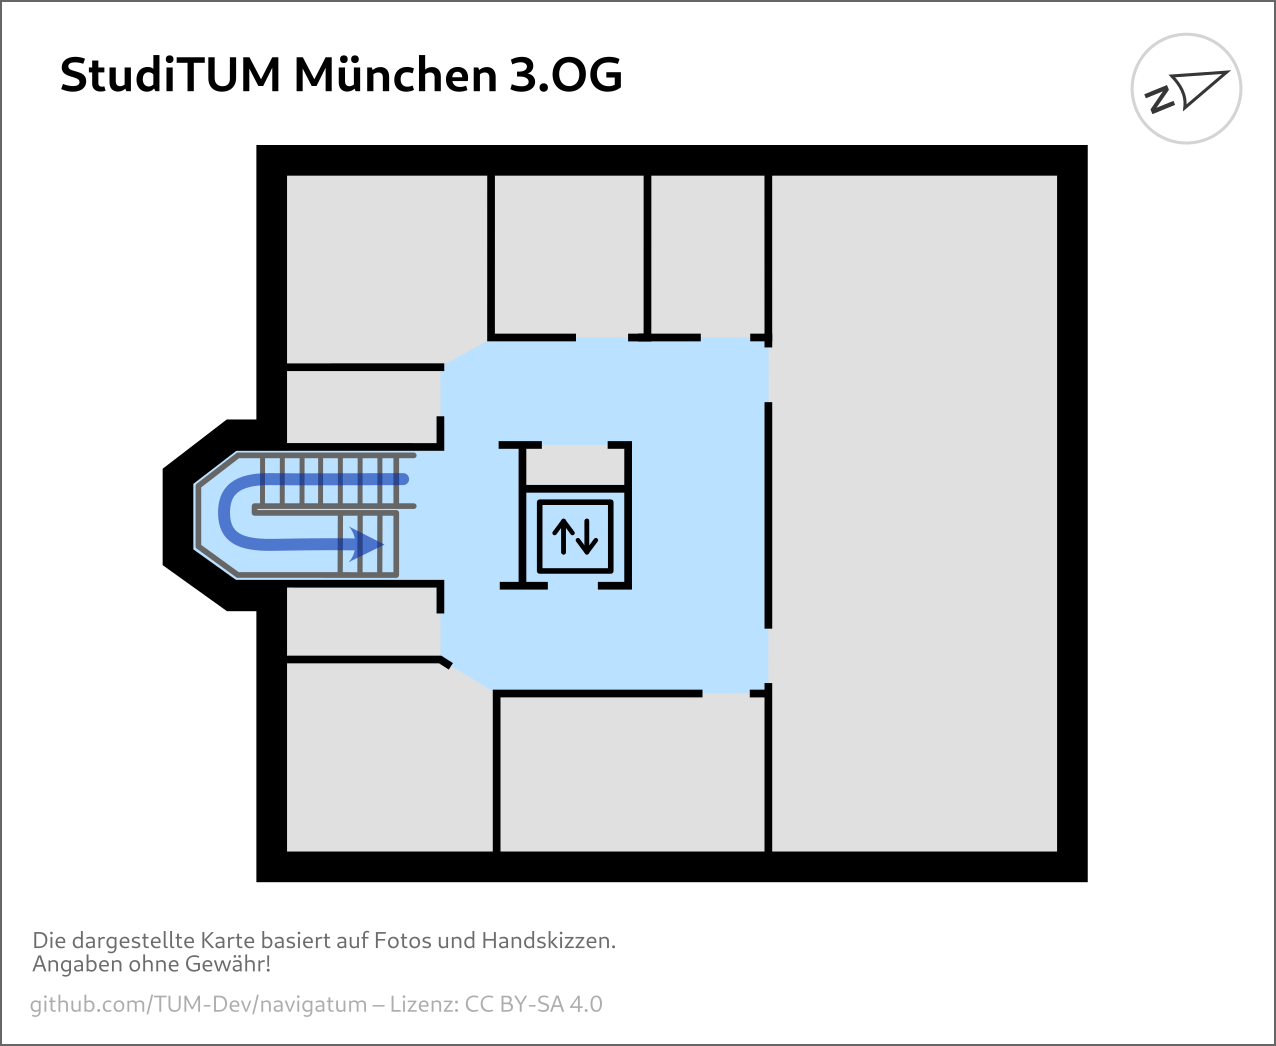 StudiTUM München 3.OG
N
Die dargestellte Karte basiert auf Fotos und Handskizzen.
Angaben ohne Gewähr!
github.com/TUM-Dev/navigatum – Lizenz: CC BY-SA 4.0